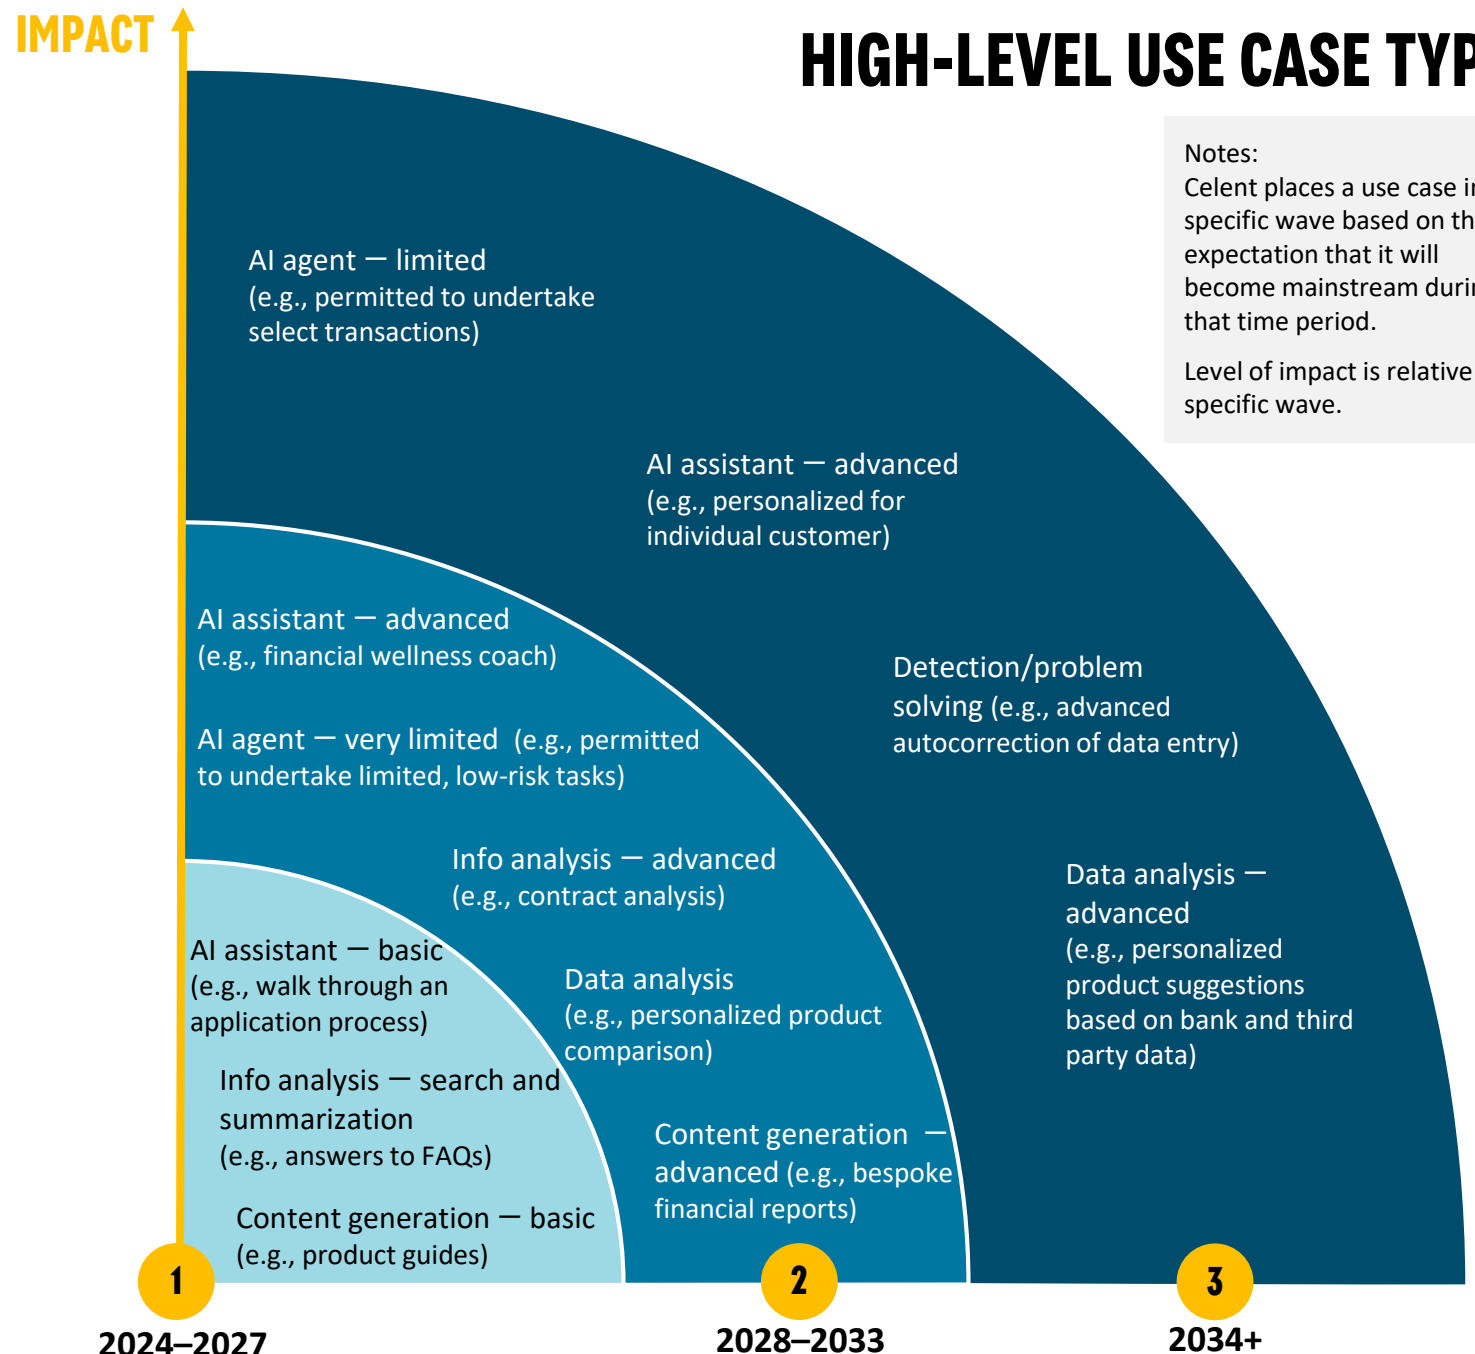 IMPACT
HIGH-LEVEL USE CASE TYP
Notes:
Celent places a use case in
specific wave based on th
expectation that it will
become mainstream durin
that time period.
Level of impact is relative
specific wave.
AI agent — limited
(e.g., permitted to undertake
select transactions)
AI assistant — advanced
(e.g., personalized for
individual customer)
Detection/problem
solving (e.g., advanced
autocorrection of data entry)
Data analysis —
advanced
(e.g., personalized
product suggestions
based on bank and third
party data)
AI assistant — advanced
(e.g., financial wellness coach)
AI agent — very limited (e.g., permitted
to undertake limited, low-risk tasks)
Info analysis — advanced
(e.g., contract analysis)
Data analysis
(e.g., personalized product
comparison)
Content generation —
advanced (e.g., bespoke
financial reports)
AI assistant — basic
(e.g., walk through an
application process)
Info analysis — search and
summarization
(e.g., answers to FAQs)
Content generation — basic
(e.g., product guides)
1
2
3
2024–2027
2028–2033
2034+